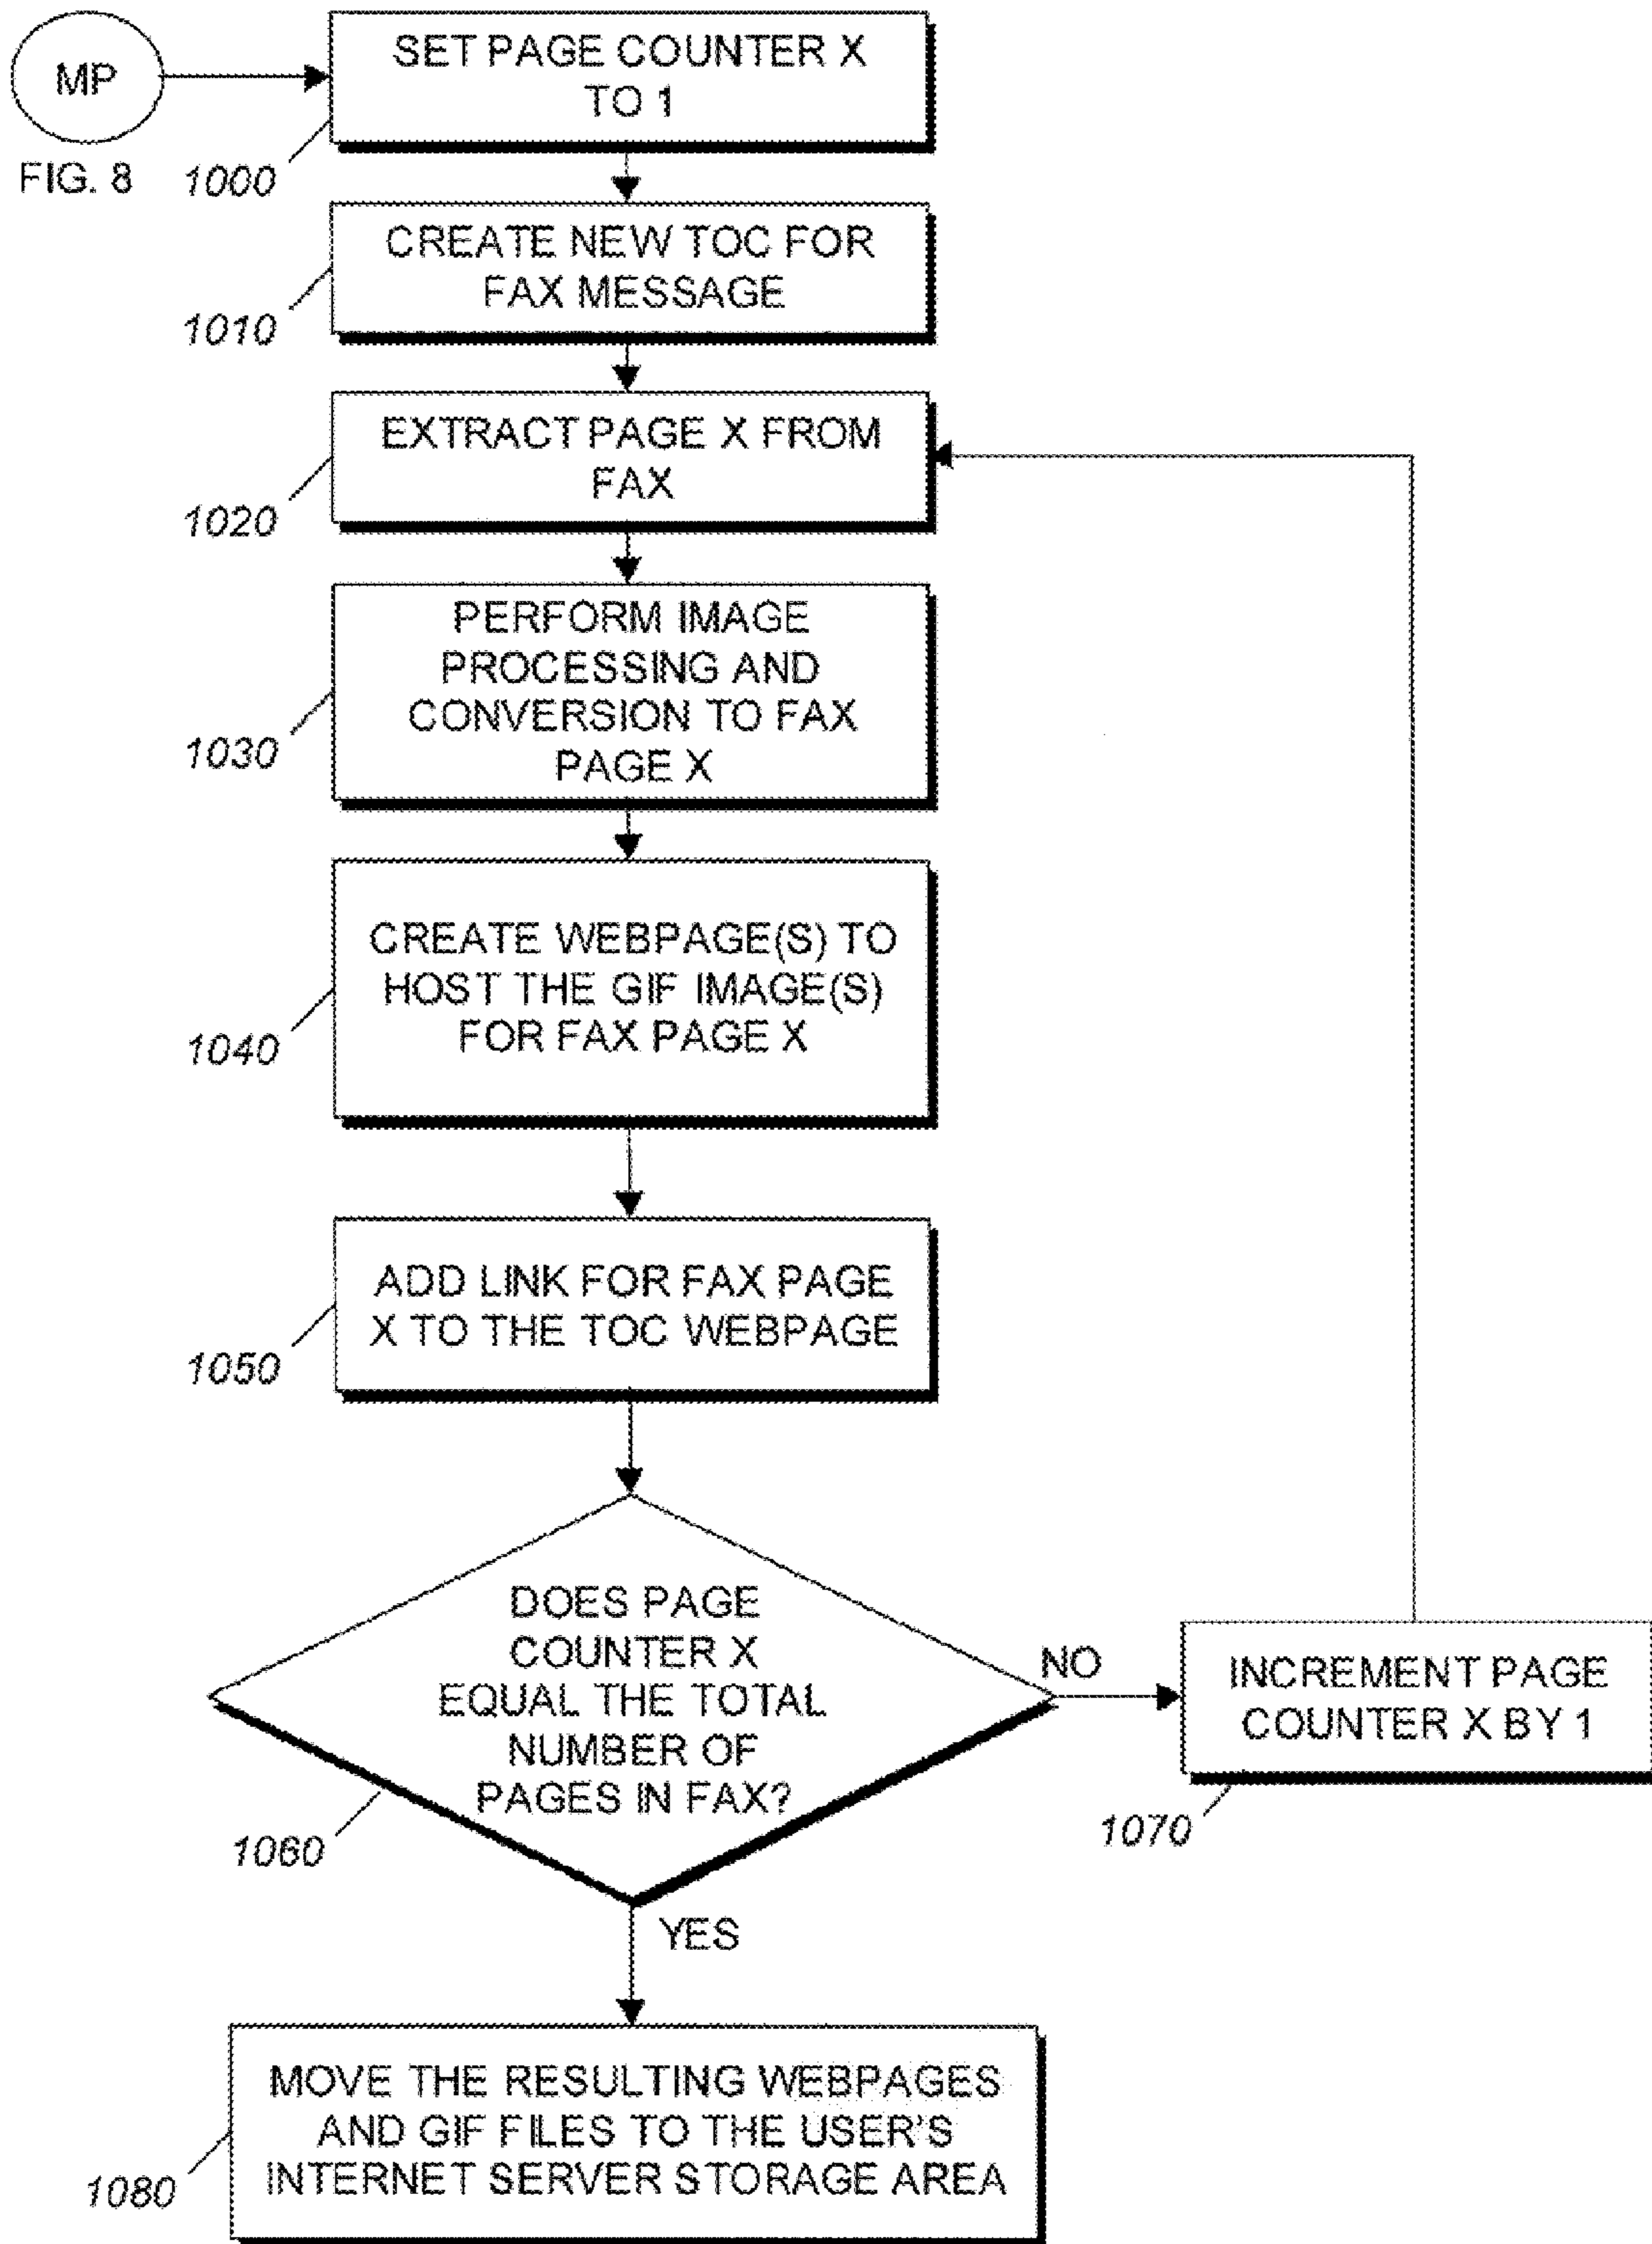 MP
FIG. 8
SET PAGE COUNTER X
TO 1
1000
CREATE NEW TOC FOR
FAX MESSAGE
1010
EXTRACT PAGE X FROM
FAX
1020
PERFORM IMAGE
PROCESSING AND
CONVERSION TO FAX
PAGE X
1030
CREATE WEBPAGE(S) TO
HOST THE GIF IMAGE(S)
FOR FAX PAGE X
1040
ADD LINK FOR FAX PAGE
X TO THE TOC WEBPAGE
1050
DOES PAGE
COUNTER X
EQUAL THE TOTAL
NUMBER OF
PAGES IN FAX?
1060
NO
INCREMENT PAGE
COUNTER X BY 1
1070
YES
MOVE THE RESULTING WEBPAGES
AND GIF FILES TO THE USER'S
INTERNET SERVER STORAGE AREA
1080